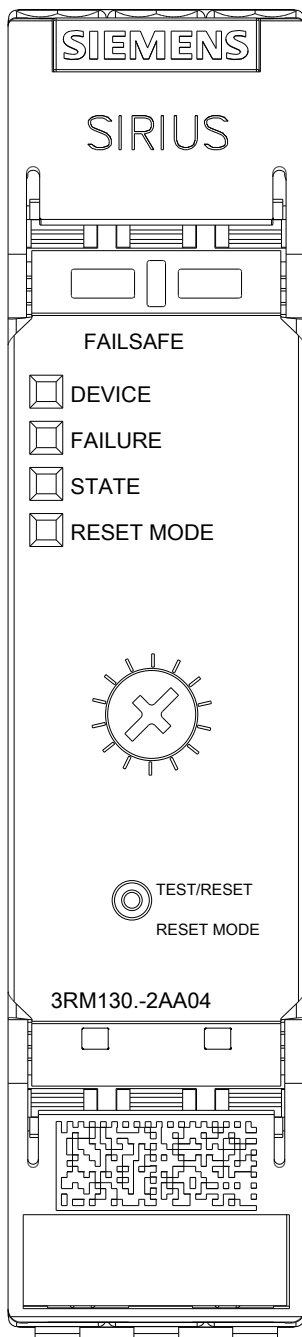 SIEMENS
SIRIUS
FAILSAFE
DEVICE
FAILURE
STATE
RESET MODE
TEST/RESET
RESET MODE
3RM130.-2AA04